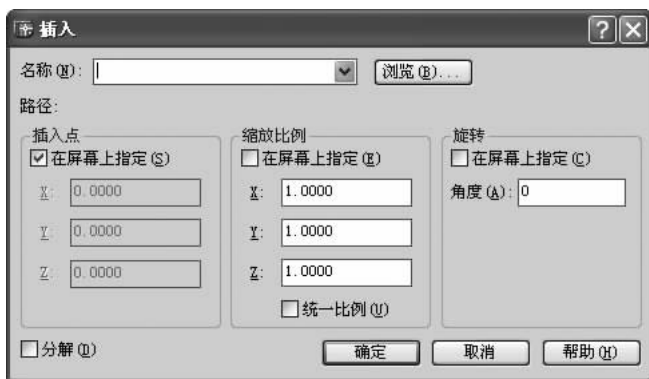 插入
名称(N):
浏览(B)...
路径:
插入点
在屏幕上指定(S)
X: 0.0000
Y: 0.0000
Z: 0.0000
缩放比例
在屏幕上指定(E)
X: 1.0000
Y: 1.0000
Z: 1.0000
统一比例(U)
旋转
在屏幕上指定(C)
角度(A): 0
分解(D)
确定
取消
帮助(H)